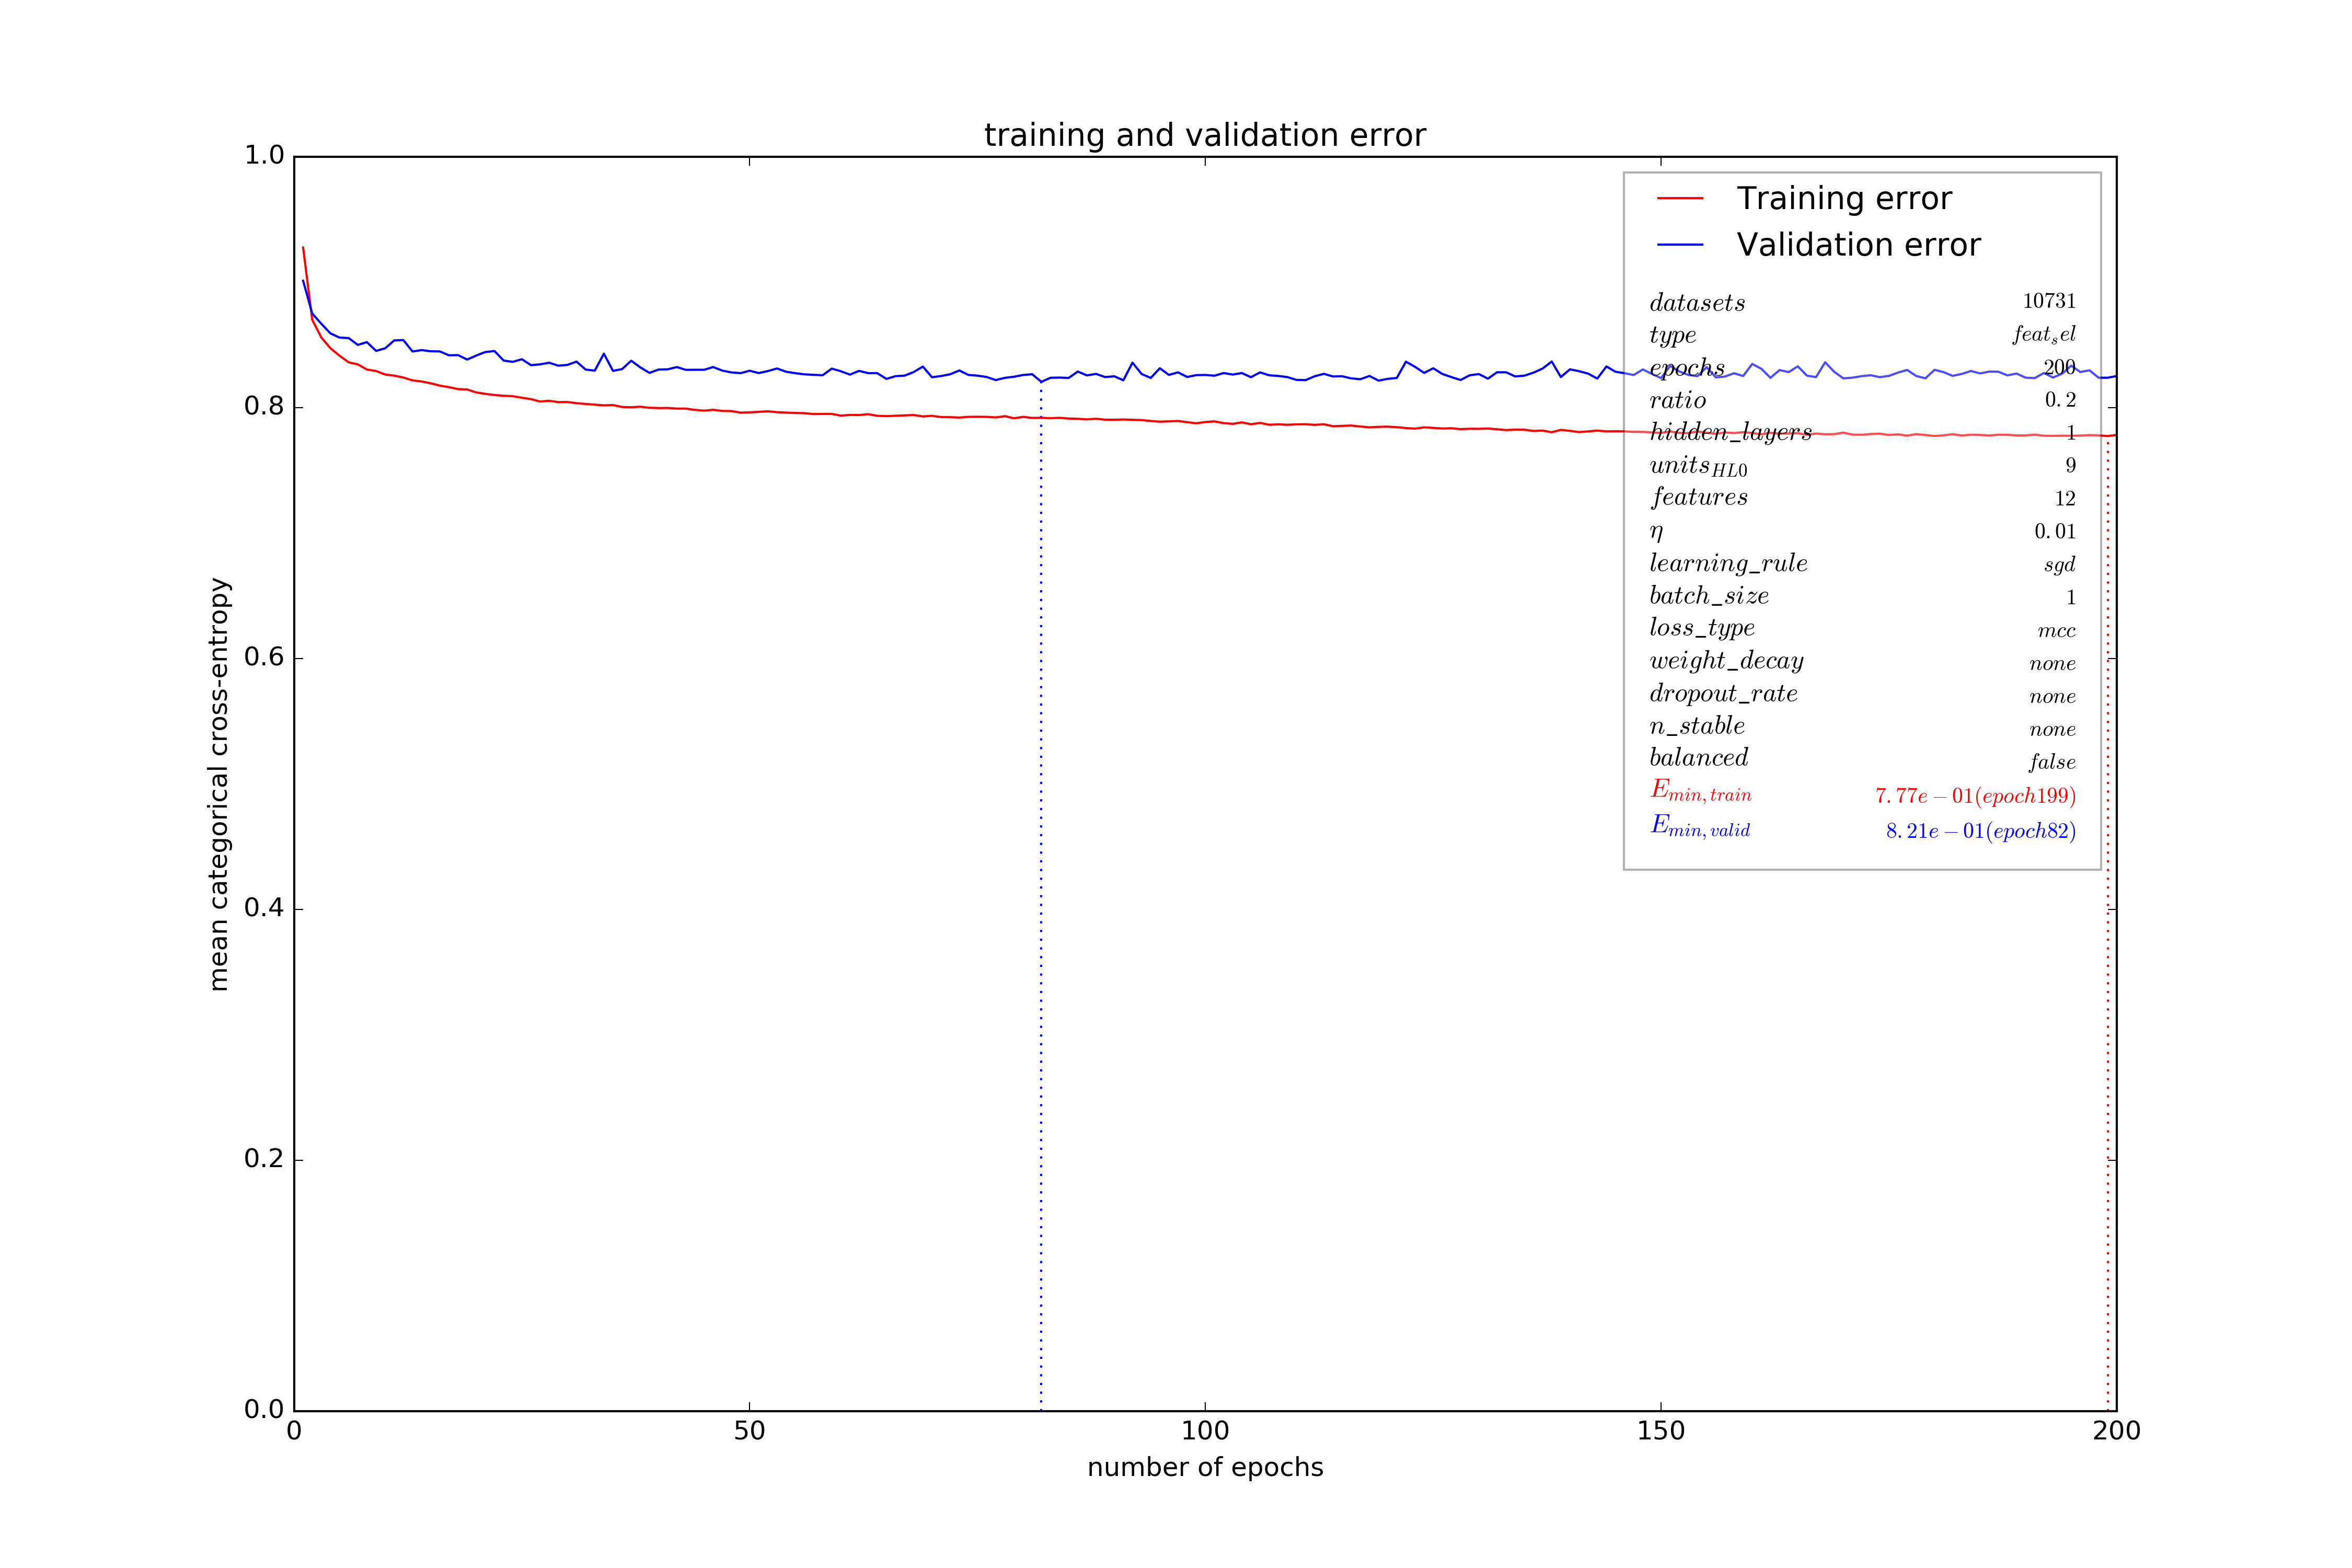 training and validation error
1.0
0.8
0.6
0.4
0.2
0.0
mean categorical cross-entropy
0 50 100 150 200
number of epochs
Training error
Validation error
datasets 10731
type feat_sel
epochs 200
ratio 0.2
hidden_layers 1
units_HL0 9
features 12
η 0.01
learning_rule sgd
batch_size 1
loss_type mcc
weight_decay none
dropout_rate none
n_stable none
balanced false
E_min,train 7.77e−01(epoch199)
E_min,valid 8.21e−01(epoch82)